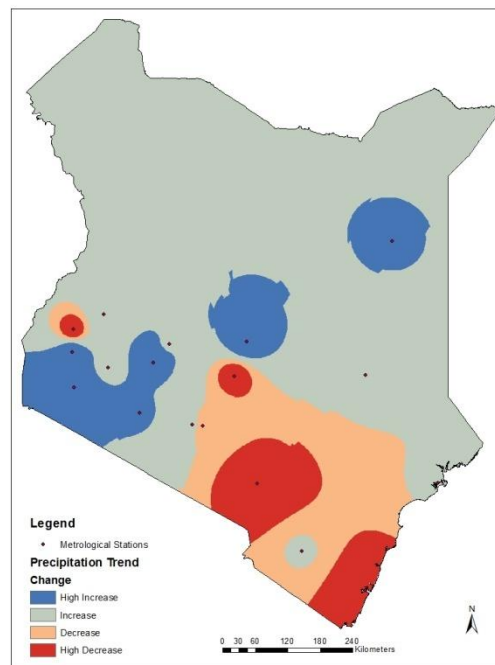 Legend
Metrological Stations
Precipitation Trend
Change
High Increase
Increase
Decrease
High Decrease
N
0 30 60 120 180 240
Kilometers